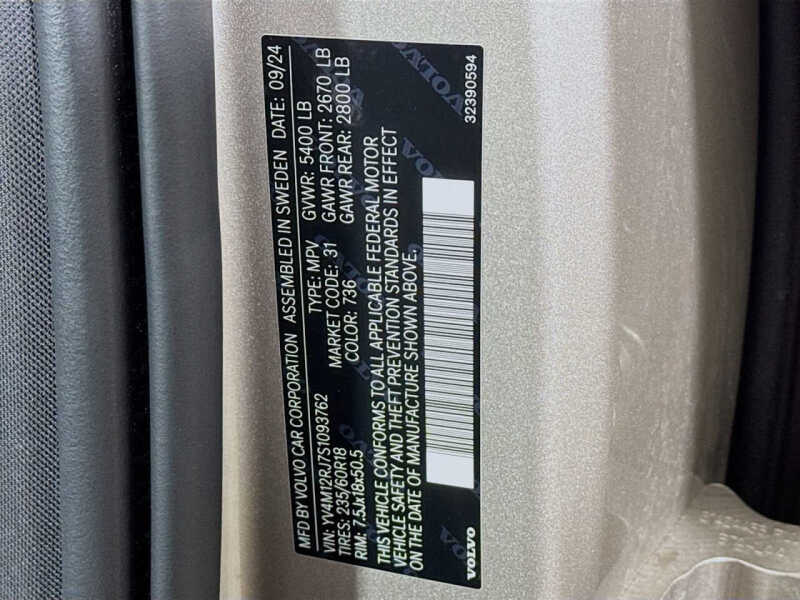 MFD BY VOLVO CAR CORPORATION ASSEMBLED IN SWEDEN DATE: 09/24
VIN: YV4M12RJ7S1093762 TYPE: MPV GVWR: 5400 LB
TIRES: 235/60R18 MARKET CODE: 31 GAWR FRONT: 2670 LB
RIM: 7.5Jx18x50.5 COLOR: 736 GAWR REAR: 2800 LB
THIS VEHICLE CONFORMS TO ALL APPLICABLE FEDERAL MOTOR
VEHICLE SAFETY AND THEFT PREVENTION STANDARDS IN EFFECT
ON THE DATE OF MANUFACTURE SHOWN ABOVE.
VOLVO 32390594